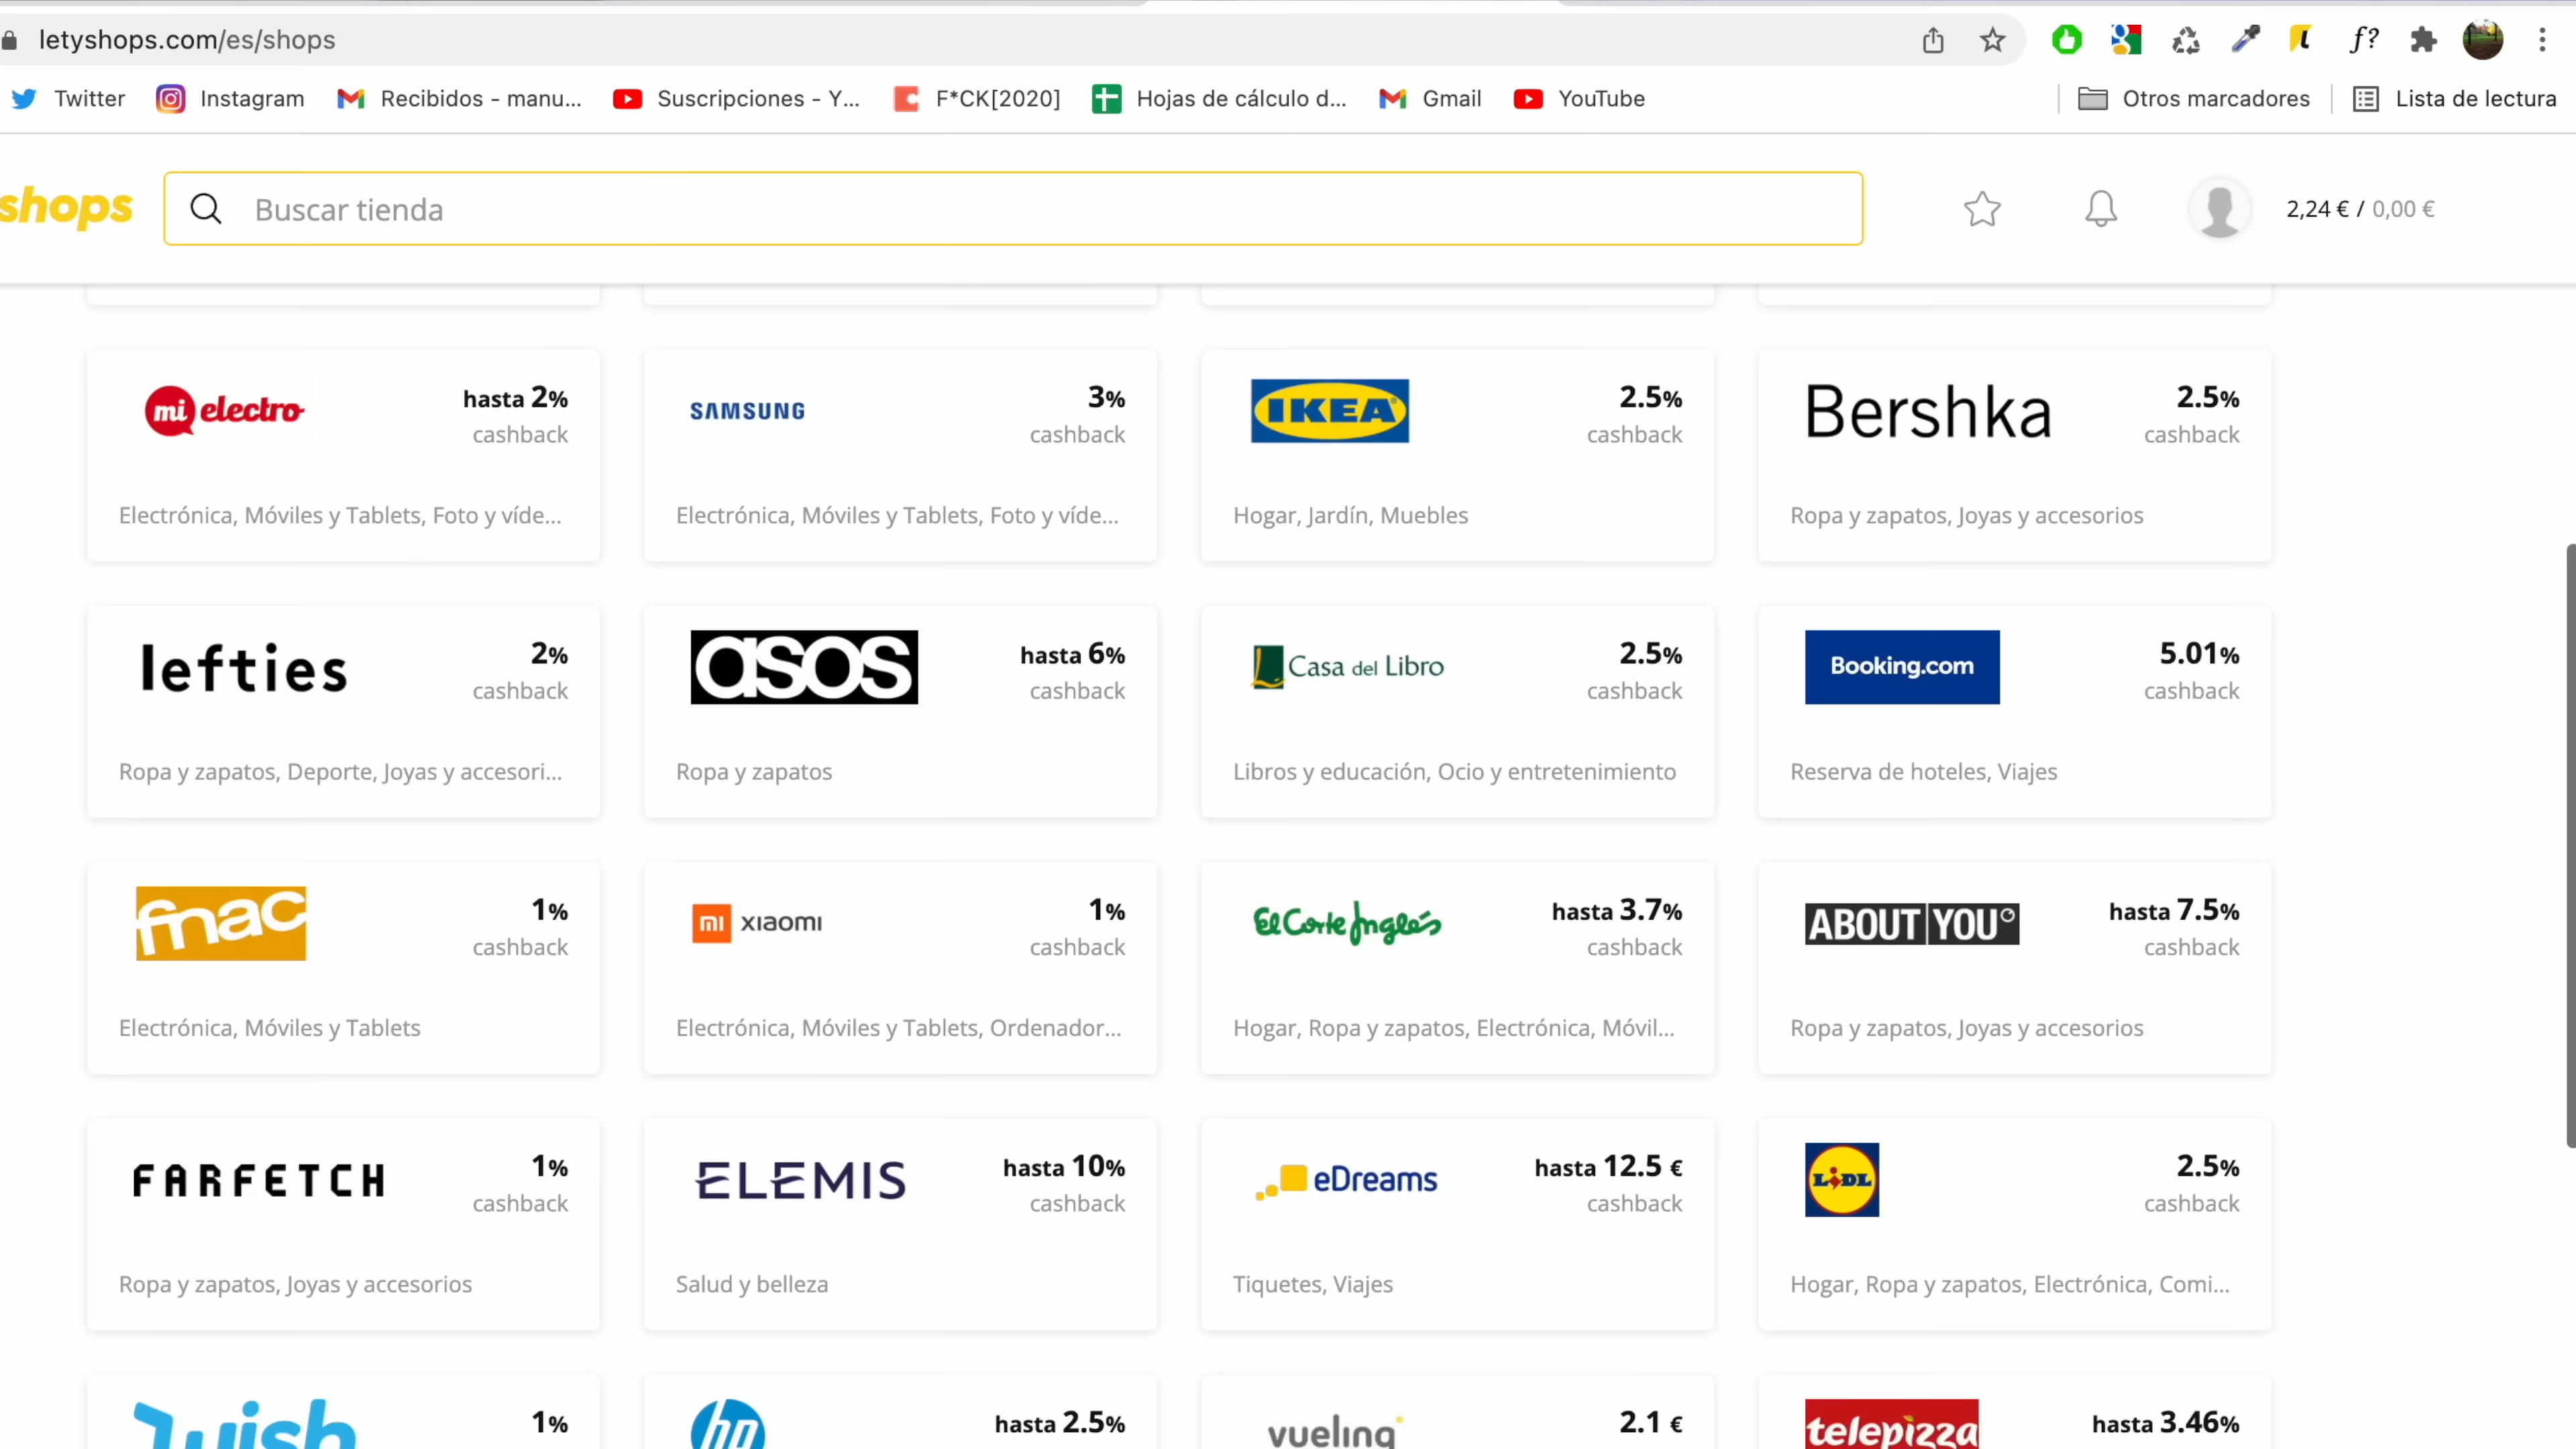 letyshops.com/es/shops
f?
Twitter
Instagram
Recibidos - manu...
Suscripciones - Y...
F*CK[2020]
Hojas de cálculo d...
Gmail
YouTube
Otros marcadores
Lista de lectura
shops
Buscar tienda
2,24 € / 0,00 €
mi electro
hasta 2%
cashback
Electrónica, Móviles y Tablets, Foto y víde...
SAMSUNG
3%
cashback
Electrónica, Móviles y Tablets, Foto y víde...
IKEA
2.5%
cashback
Hogar, Jardín, Muebles
Bershka
2.5%
cashback
Ropa y zapatos, Joyas y accesorios
lefties
2%
cashback
Ropa y zapatos, Deporte, Joyas y accesori...
asos
hasta 6%
cashback
Ropa y zapatos
Casa del Libro
2.5%
cashback
Libros y educación, Ocio y entretenimiento
Booking.com
5.01%
cashback
Reserva de hoteles, Viajes
fnac
1%
cashback
Electrónica, Móviles y Tablets
mi xiaomi
1%
cashback
Electrónica, Móviles y Tablets, Ordenador...
El Corte Inglés
hasta 3.7%
cashback
Hogar, Ropa y zapatos, Electrónica, Móvil...
ABOUT YOU
hasta 7.5%
cashback
Ropa y zapatos, Joyas y accesorios
FARFETCH
1%
cashback
Ropa y zapatos, Joyas y accesorios
ELEMIS
hasta 10%
cashback
Salud y belleza
eDreams
hasta 12.5 €
cashback
Tiquetes, Viajes
LIDL
2.5%
cashback
Hogar, Ropa y zapatos, Electrónica, Comi...
wish
1%
hp
hasta 2.5%
vueling
2.1 €
telepizza
hasta 3.46%